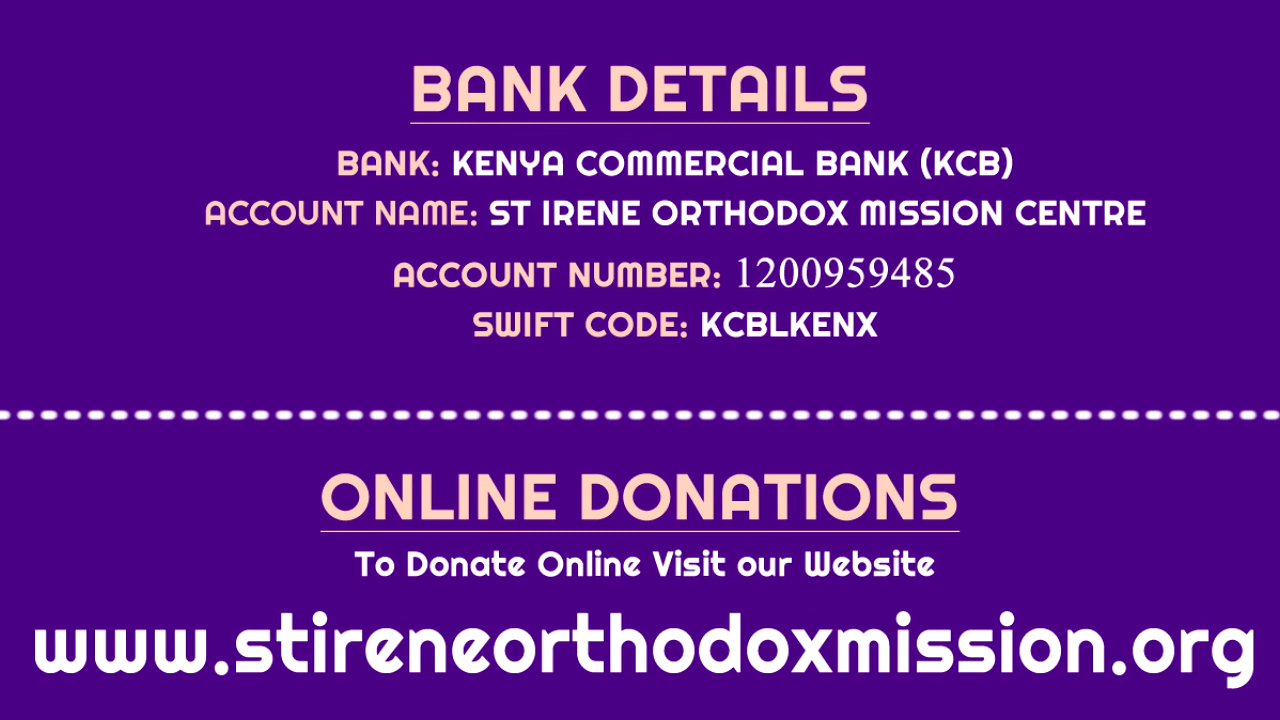 BANK DETAILS
BANK: KENYA COMMERCIAL BANK (KCB)
ACCOUNT NAME: ST IRENE ORTHODOX MISSION CENTRE
ACCOUNT NUMBER: 1200959485
SWIFT CODE: KCBLKENX
ONLINE DONATIONS
To Donate Online Visit our Website
www.stireneorthodoxmission.org